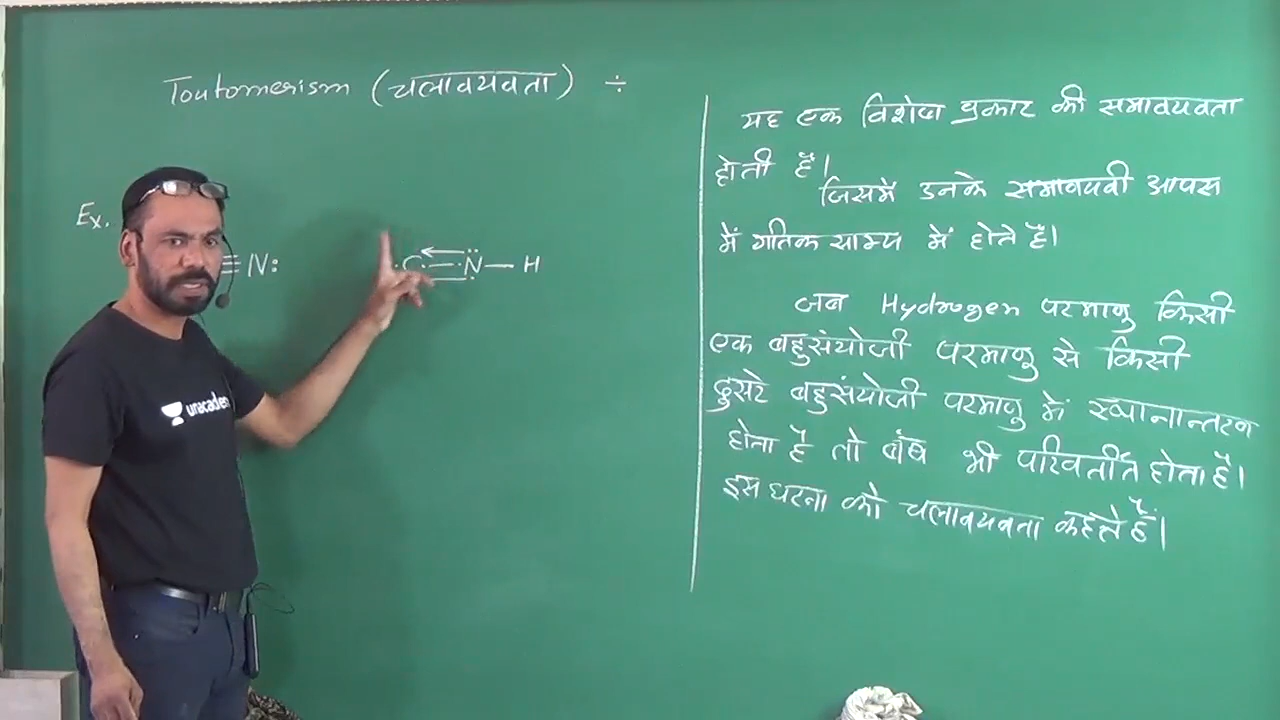 Toutomerism (चलावयवता) ÷
Ex.
≡ N:
C ≡ N — H
unacade
यह एक विशेष प्रकार की समावयवता
होती है।
जिसमें उनके समावयवी आपस
में गतिक साम्य में होते हैं।
जब Hydrogen परमाणु किसी
एक बहुसंयोजी परमाणु से किसी
दुसरे बहुसंयोजी परमाणु में स्थानान्तरण
होता है तो बंध भी परिवर्तीत होता है।
इस घटना को चलावयवता कहते है।